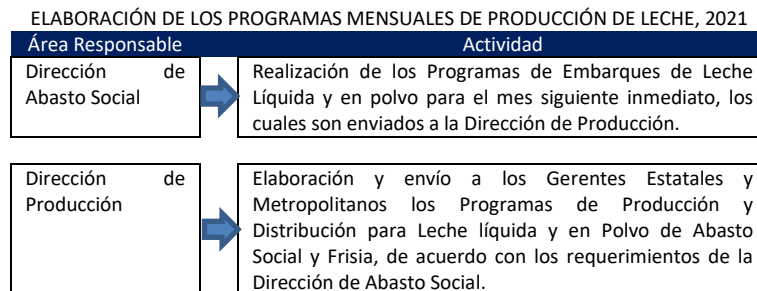 ELABORACIÓN DE LOS PROGRAMAS MENSUALES DE PRODUCCIÓN DE LECHE, 2021
Área Responsable Actividad
Dirección de
Abasto Social
Realización de los Programas de Embarques de Leche
Líquida y en polvo para el mes siguiente inmediato, los
cuales son enviados a la Dirección de Producción.
Dirección de
Producción
Elaboración y envío a los Gerentes Estatales y
Metropolitanos los Programas de Producción y
Distribución para Leche líquida y en Polvo de Abasto
Social y Frisia, de acuerdo con los requerimientos de la
Dirección de Abasto Social.